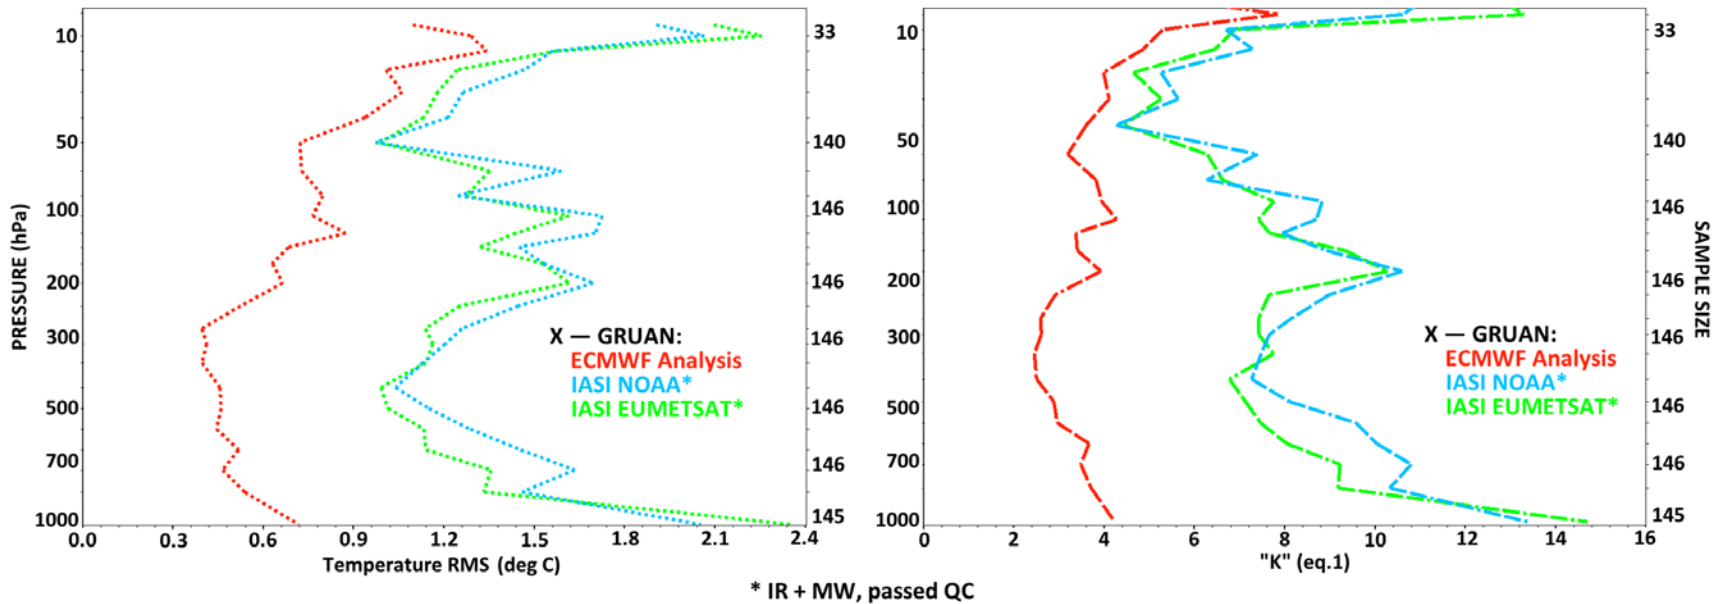 PRESSURE (hPa)
10
50
100
200
300
500
700
1000
33
140
146
146
146
146
146
145
X — GRUAN:
ECMWF Analysis
IASI NOAA*
IASI EUMETSAT*
0.0 0.3 0.6 0.9 1.2 1.5 1.8 2.1 2.4
Temperature RMS (deg C)
10
50
100
200
300
500
700
1000
33
140
146
146
146
146
146
145
SAMPLE SIZE
X — GRUAN:
ECMWF Analysis
IASI NOAA*
IASI EUMETSAT*
0 2 4 6 8 10 12 14 16
"K" (eq.1)
* IR + MW, passed QC